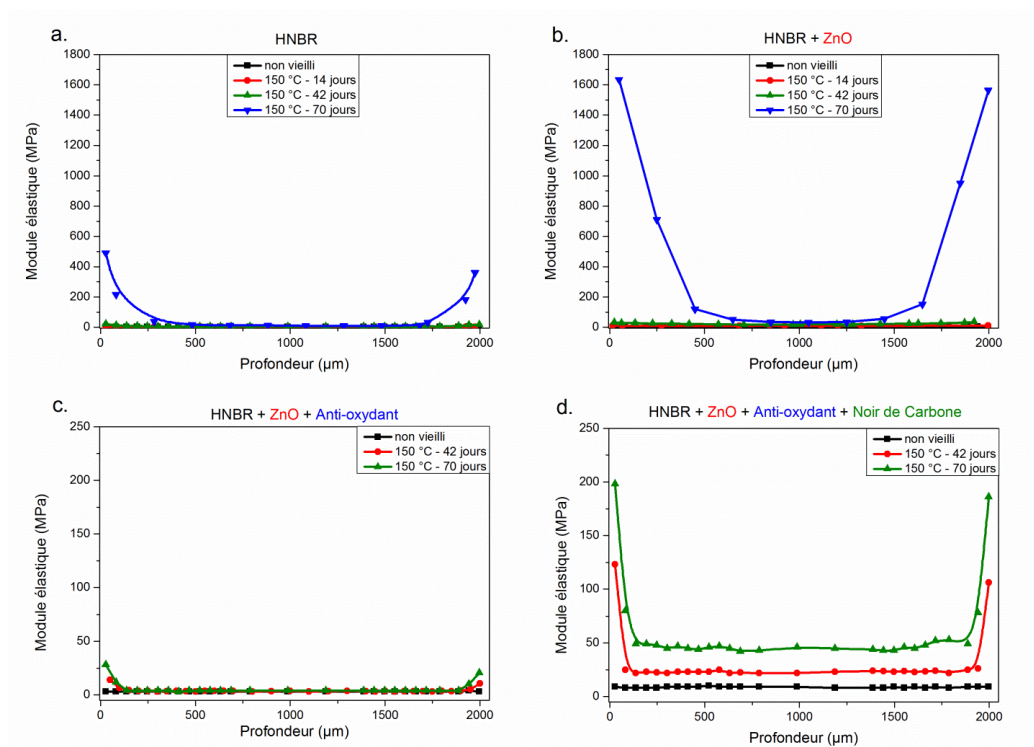 a.
HNBR
1800
1600
1400
1200
1000
800
600
400
200
0
non vieilli
150 °C - 14 jours
150 °C - 42 jours
150 °C - 70 jours
Module élastique (MPa)
0 500 1000 1500 2000
Profondeur (µm)
b.
HNBR + ZnO
1800
1600
1400
1200
1000
800
600
400
200
0
non vieilli
150 °C - 14 jours
150 °C - 42 jours
150 °C - 70 jours
Module élastique (MPa)
0 500 1000 1500 2000
Profondeur (µm)
c.
HNBR + ZnO + Anti-oxydant
250
200
150
100
50
0
non vieilli
150 °C - 42 jours
150 °C - 70 jours
Module élastique (MPa)
0 500 1000 1500 2000
Profondeur (µm)
d.
HNBR + ZnO + Anti-oxydant + Noir de Carbone
250
200
150
100
50
0
non vieilli
150 °C - 42 jours
150 °C - 70 jours
Module élastique (MPa)
0 500 1000 1500 2000
Profondeur (µm)